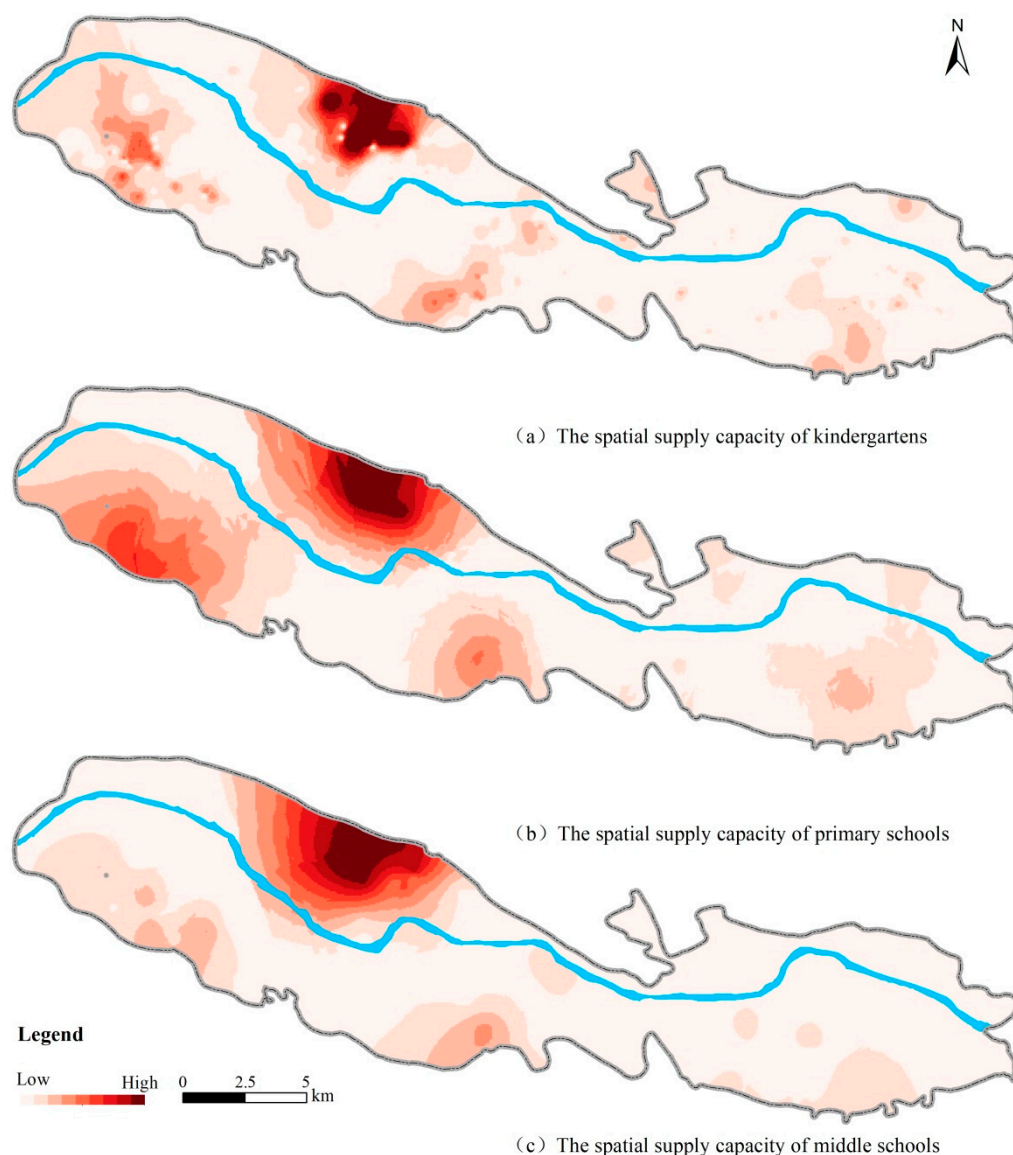 N
（a）The spatial supply capacity of kindergartens
（b）The spatial supply capacity of primary schools
Legend
Low High 0 2.5 5
km
（c）The spatial supply capacity of middle schools